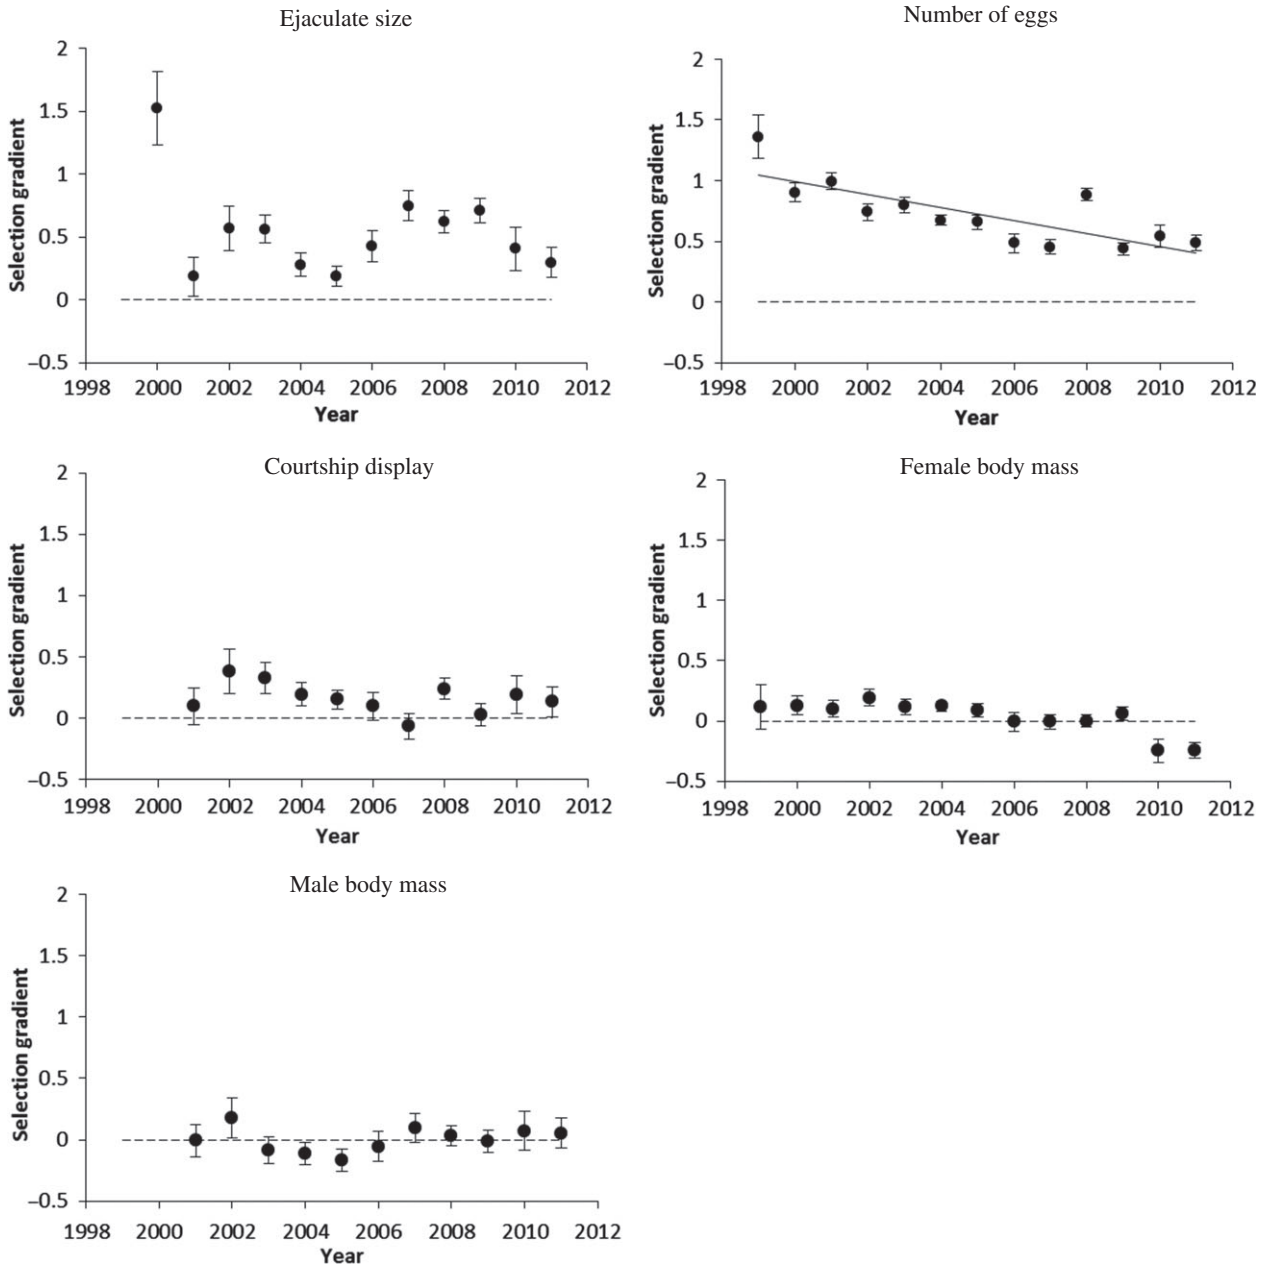 Ejaculate size
2
1.5
1
0.5
0
–0.5
Selection gradient
1998 2000 2002 2004 2006 2008 2010 2012
Year
Number of eggs
2
1.5
1
0.5
0
–0.5
Selection gradient
1998 2000 2002 2004 2006 2008 2010 2012
Year
Courtship display
2
1.5
1
0.5
0
–0.5
Selection gradient
1998 2000 2002 2004 2006 2008 2010 2012
Year
Female body mass
2
1.5
1
0.5
0
–0.5
Selection gradient
1998 2000 2002 2004 2006 2008 2010 2012
Year
Male body mass
2
1.5
1
0.5
0
–0.5
Selection gradient
1998 2000 2002 2004 2006 2008 2010 2012
Year